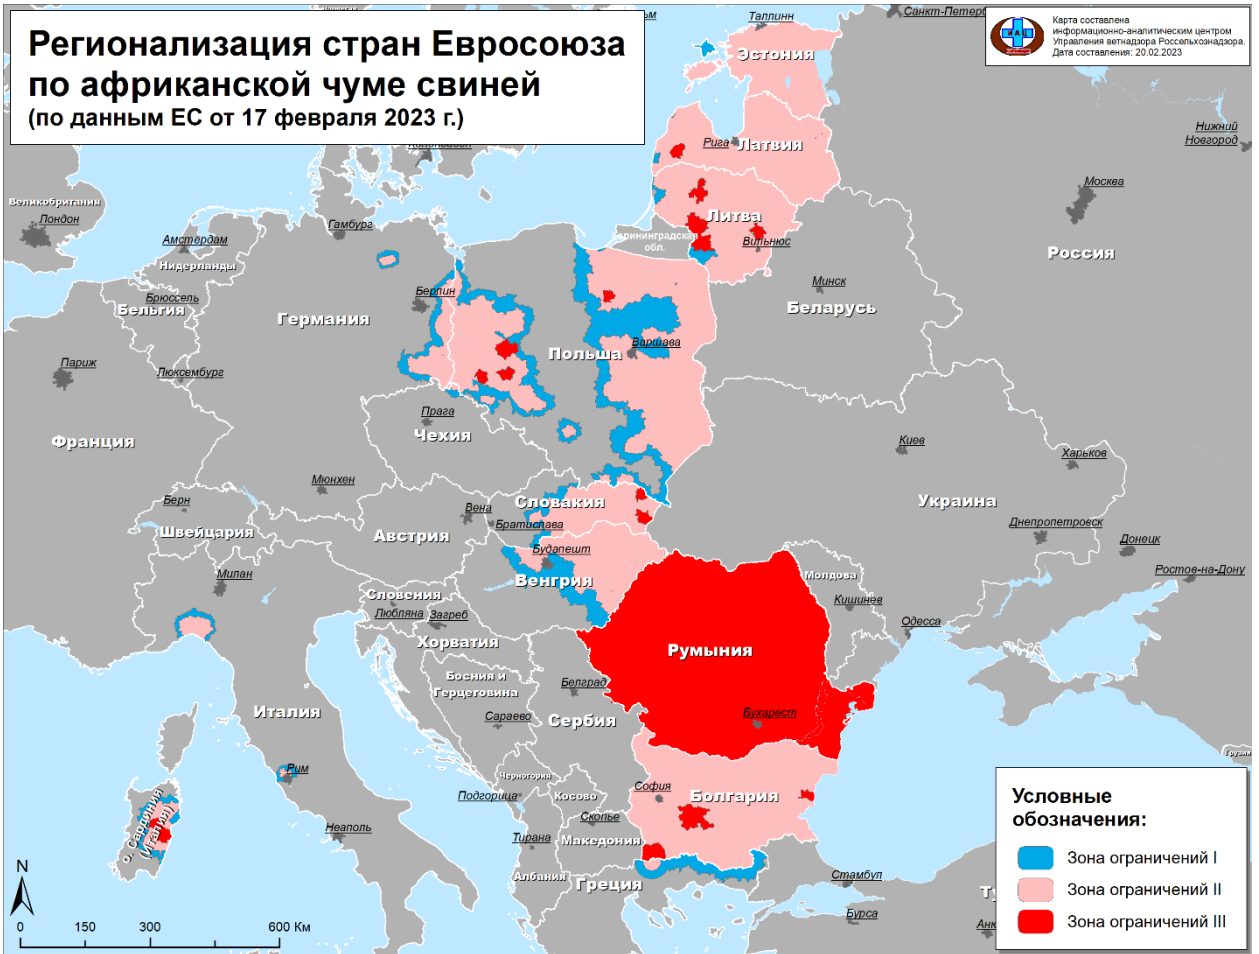 Регионализация стран Евросоюза
по африканской чуме свиней
(по данным ЕС от 17 февраля 2023 г.)
Карта составлена
информационно-аналитическим центром
Управления ветнадзора Россельхознадзора.
Дата составления: 20.02.2023
Таллинн
Эстония
Нижний
Новгород
Рига
Латвия
Москва
Великобритания
Лондон
Гамбург
Литва
Амстердам
обл.
Вильнюс
Россия
Нидерланды
Минск
Берлин
Брюссель
Бельгия
Германия
Беларусь
Варшава
Польша
Париж
Люксембург
Прага
Чехия
Франция
Киев
Харьков
Мюнхен
Словакия
Украина
Берн
Вена
Братислава
Днепропетровск
Швейцария
Австрия
Донецк
Будапешт
Венгрия
Милан
Молдова
Ростов-на-Дону
Словения
Кишинев
Любляна
Загреб
Одесса
Хорватия
Румыния
Босния и
Герцеговина
Белград
Италия
Сараево
Сербия
Бухарест
Рим
Черногория
София
Болгария
Подгорица
Косово
Скопье
о. Сардиния
(Италия)
Неаполь
Тирана
Македония
Албания
Греция
Стамбул
Бурса
Грузия
Условные
обозначения:
Зона ограничений I
Зона ограничений II
Зона ограничений III
N
0 150 300 600 Км